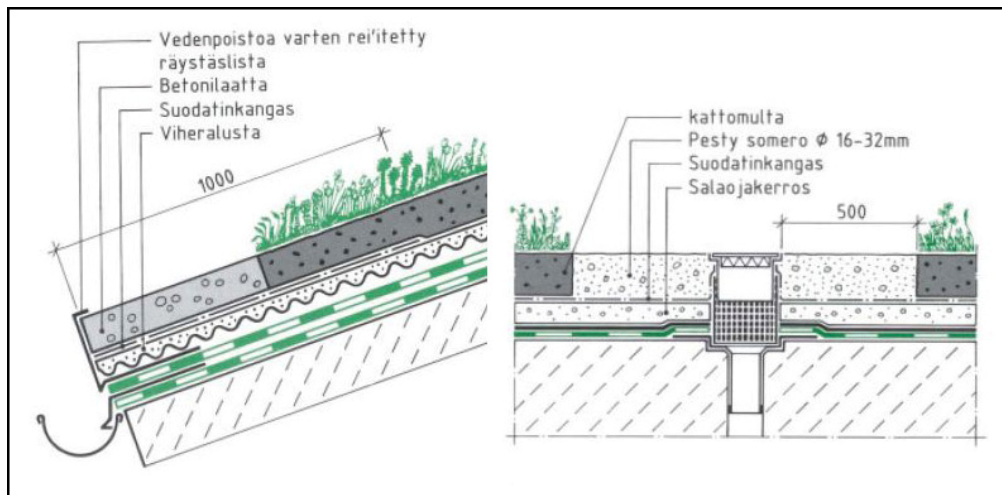 Vedenpoistoa varten rei'itetty
räystäslista
Betonilaatta
Suodatinkangas
Viheralusta
1000
kattomulta
Pesty somero φ 16-32mm
Suodatinkangas
Salaojakerros
500